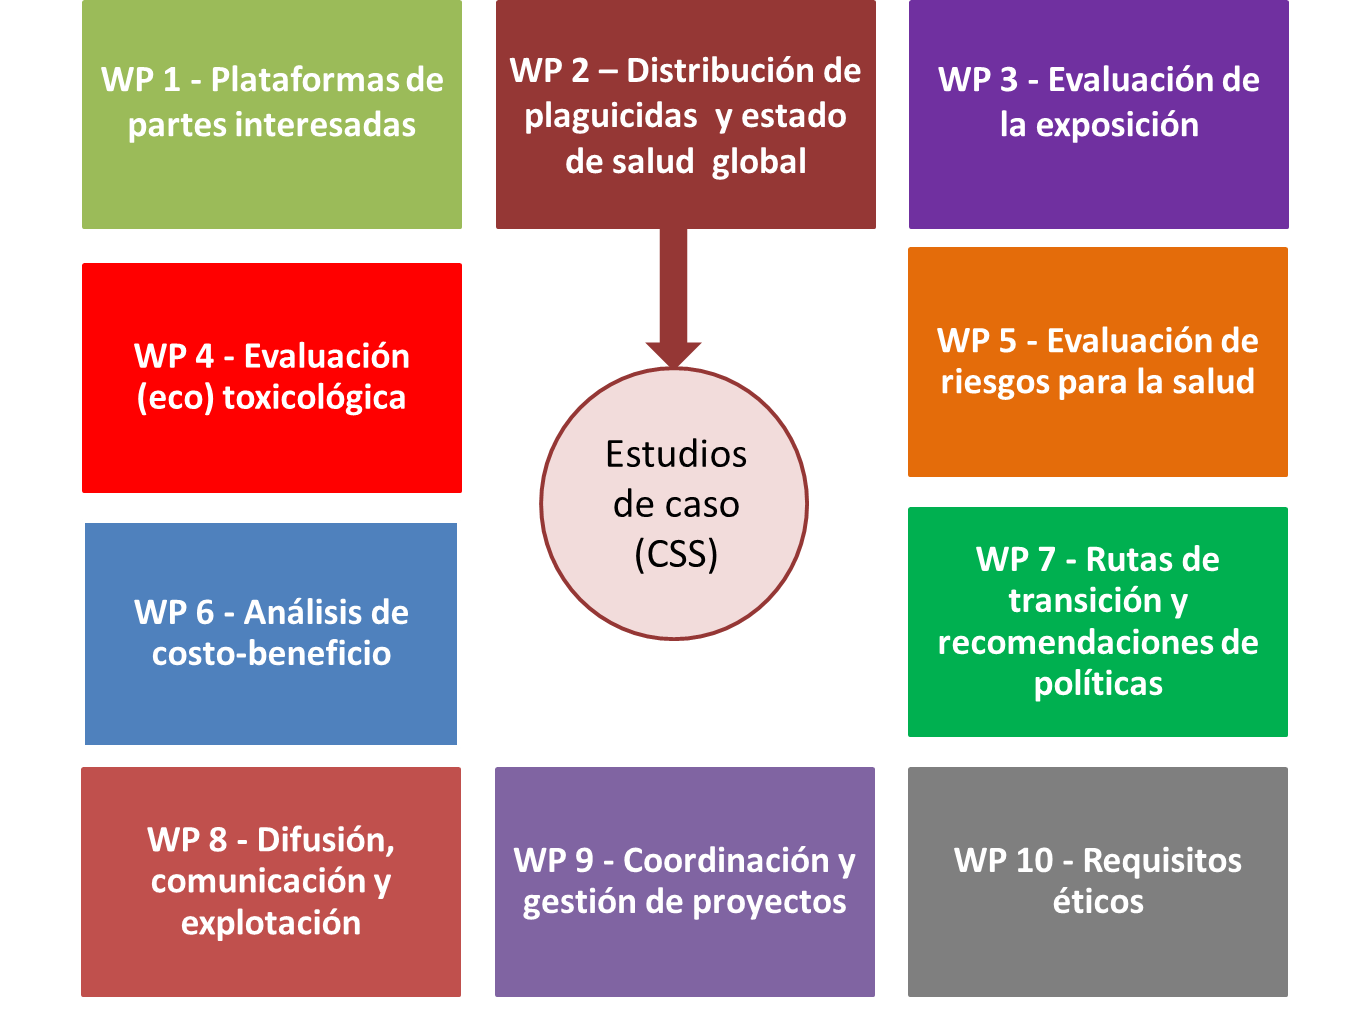 WP 1 - Plataformas de
partes interesadas
WP 2 – Distribución de
plaguicidas y estado
de salud global
WP 3 - Evaluación de
la exposición
WP 4 - Evaluación
(eco) toxicológica
WP 5 - Evaluación de
riesgos para la salud
Estudios
de caso
(CSS)
WP 6 - Análisis de
costo-beneficio
WP 7 - Rutas de
transición y
recomendaciones de
políticas
WP 8 - Difusión,
comunicación y
explotación
WP 9 - Coordinación y
gestión de proyectos
WP 10 - Requisitos
éticos